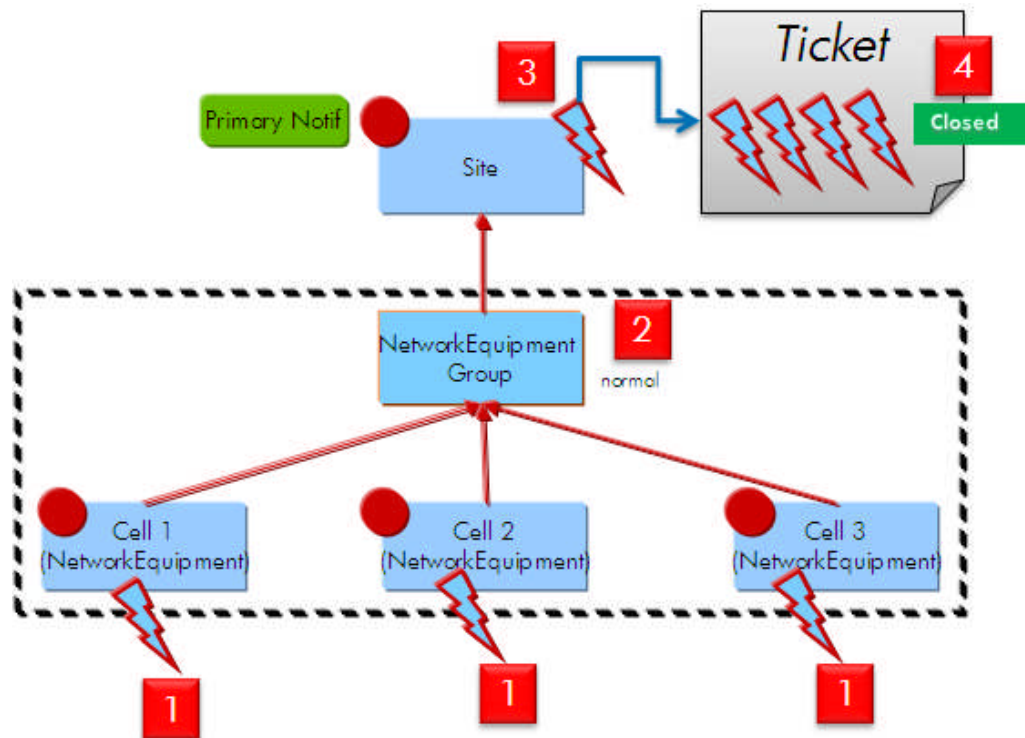 Ticket
3
4
Primary Notif
Closed
Site
2
NetworkEquipment
Group
normal
Cell 1
(NetworkEquipment)
Cell 2
(NetworkEquipment)
Cell 3
(NetworkEquipment)
1
1
1